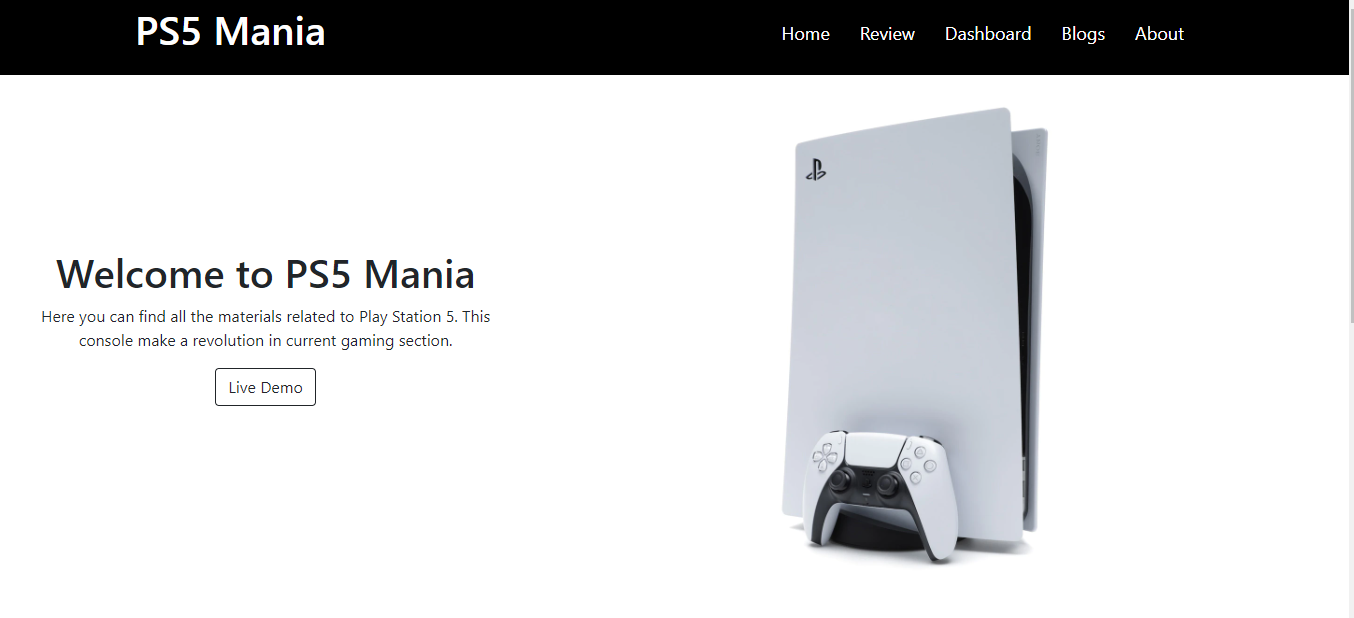 PS5 Mania
Home Review Dashboard Blogs About
Welcome to PS5 Mania
Here you can find all the materials related to Play Station 5. This
console make a revolution in current gaming section.
Live Demo